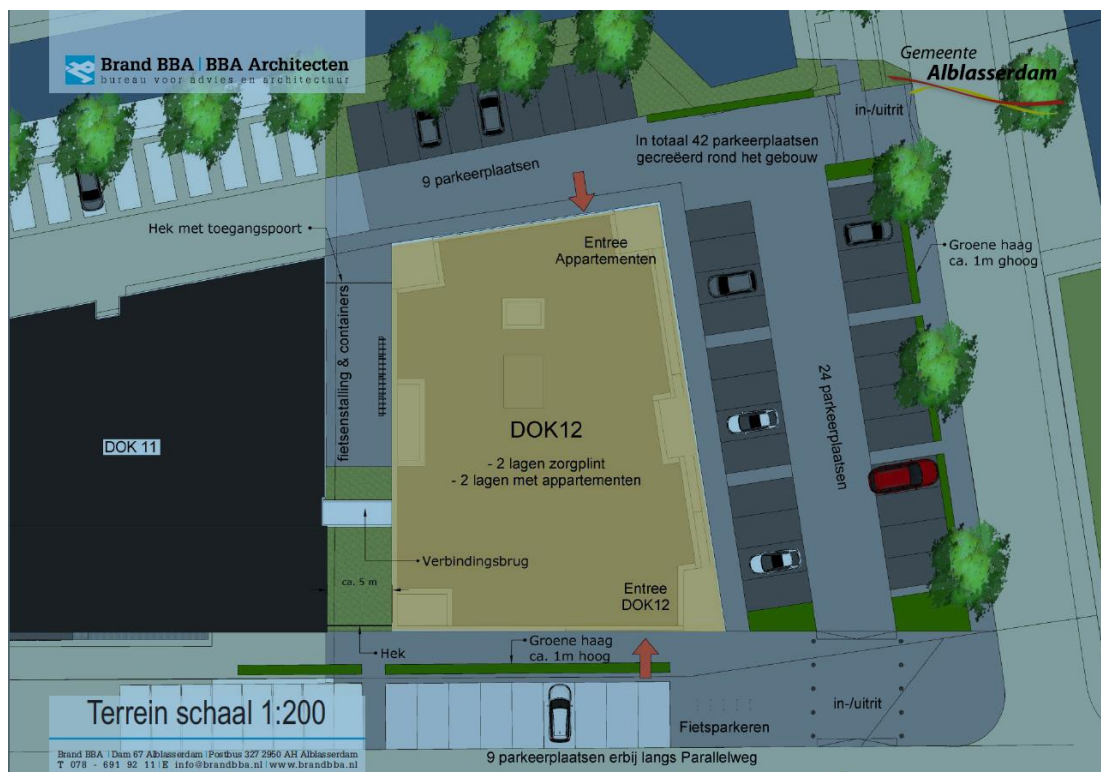 Brand BBA | BBA Architecten
bureau voor advies en architectuur
Gemeente
Alblasserdam
in-/uitrit
In totaal 42 parkeerplaatsen
gecreëerd rond het gebouw
9 parkeerplaatsen
Hek met toegangspoort
Entree
Appartementen
Groene haag
ca. 1m ghoog
fietsenstalling & containers
24 parkeerplaatsen
DOK 11
DOK12
- 2 lagen zorgplint
- 2 lagen met appartementen
Verbindingsbrug
ca. 5 m
Entree
DOK12
Hek
Groene haag
ca. 1m hoog
Terrein schaal 1:200
Fietsparkeren
in-/uitrit
Brand BBA | Dam 67 Alblasserdam | Postbus 327 2950 AH Alblasserdam
T 078 - 691 92 11 | E info@brandbba.nl | www.brandbba.nl
9 parkeerplaatsen erbij langs Parallelweg